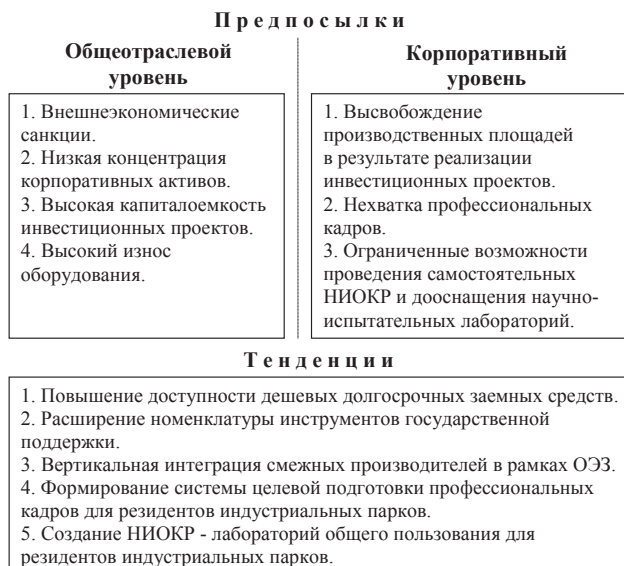 Предпосылки
Общеотраслевой
уровень
1. Внешнеэкономические
санкции.
2. Низкая концентрация
корпоративных активов.
3. Высокая капиталоемкость
инвестиционных проектов.
4. Высокий износ
оборудования.
Корпоративный
уровень
1. Высвобождение
производственных площадей
в результате реализации
инвестиционных проектов.
2. Нехватка профессиональных
кадров.
3. Ограниченные возможности
проведения самостоятельных
НИОКР и дооснащения научно-
испытательных лабораторий.
Тенденции
1. Повышение доступности дешевых долгосрочных заемных средств.
2. Расширение номенклатуры инструментов государственной
поддержки.
3. Вертикальная интеграция смежных производителей в рамках ОЭЗ.
4. Формирование системы целевой подготовки профессиональных
кадров для резидентов индустриальных парков.
5. Создание НИОКР - лабораторий общего пользования для
резидентов индустриальных парков.